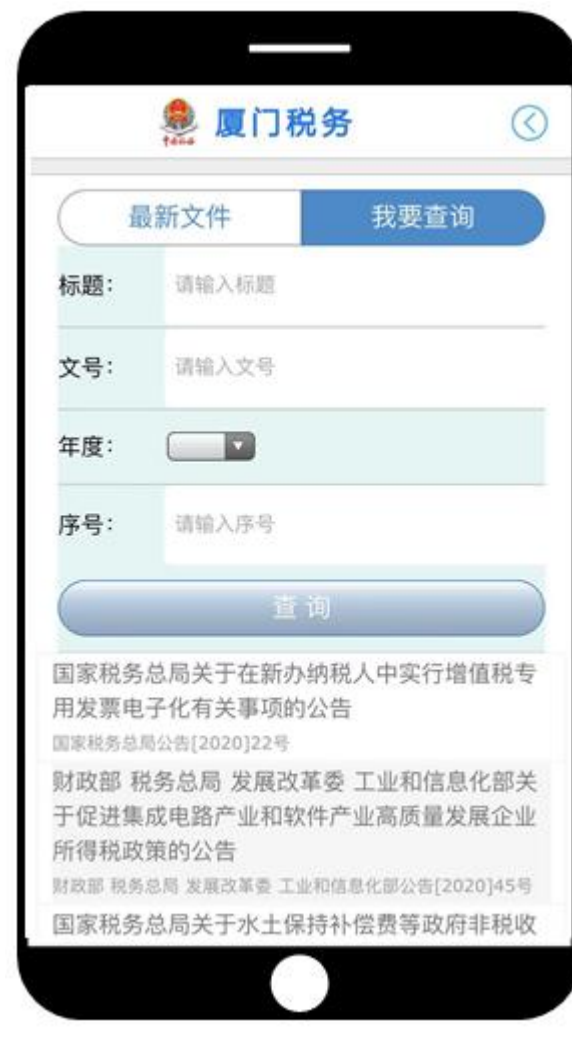 中国税务
厦门税务
最新文件
我要查询
标题：
请输入标题
文号：
请输入文号
年度：
序号：
请输入序号
查 询
国家税务总局关于在新办纳税人中实行增值税专
用发票电子化有关事项的公告
国家税务总局公告[2020]22号
财政部 税务总局 发展改革委 工业和信息化部关
于促进集成电路产业和软件产业高质量发展企业
所得税政策的公告
财政部 税务总局 发展改革委 工业和信息化部公告[2020]45号
国家税务总局关于水土保持补偿费等政府非税收